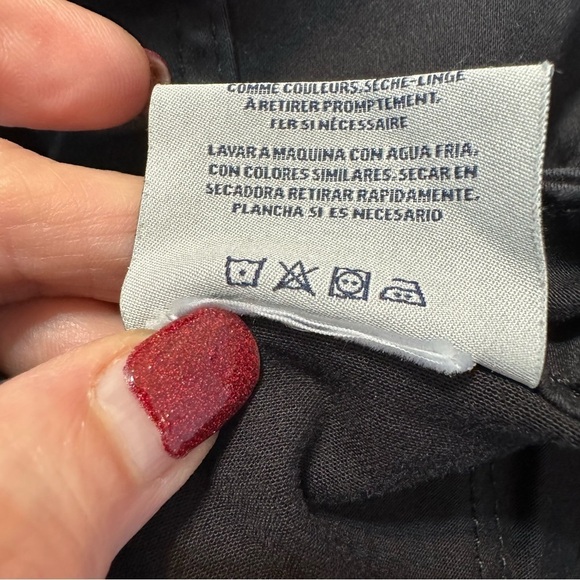 COMME COULEURS. SÈCHE-LINGE
À RETIRER PROMPTEMENT,
FER SI NÉCESSAIRE
LAVAR A MAQUINA CON AGUA FRIA,
CON COLORES SIMILARES. SECAR EN
SECADORA RETIRAR RAPIDAMENTE.
PLANCHA SI ES NECESARIO